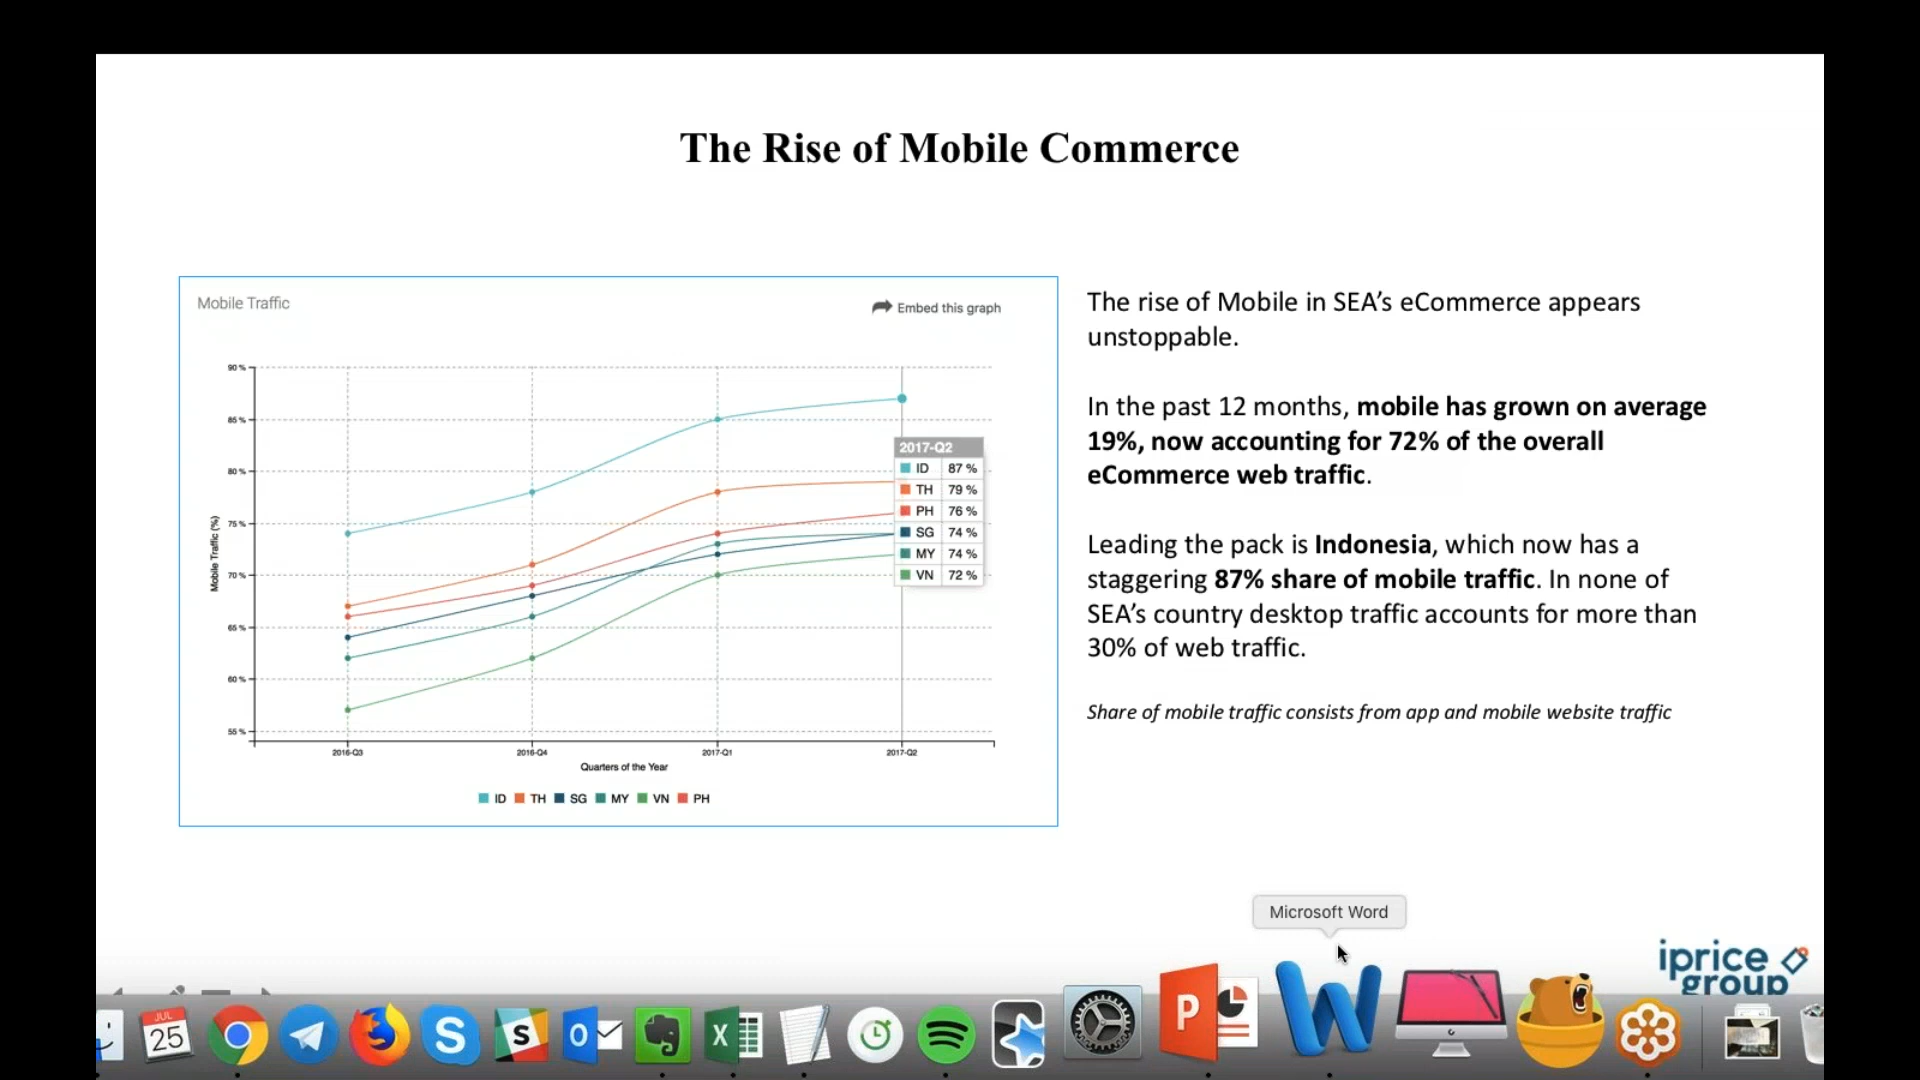 The Rise of Mobile Commerce
Mobile Traffic
Embed this graph
90 %
85 %
80 %
75 %
70 %
65 %
60 %
55 %
Mobile Traffic (%)
2017-Q2
ID 87 %
TH 79 %
PH 76 %
SG 74 %
MY 74 %
VN 72 %
2016-Q3 2016-Q4 2017-Q1 2017-Q2
Quarters of the Year
ID TH SG MY VN PH
The rise of Mobile in SEA’s eCommerce appears
unstoppable.
In the past 12 months, mobile has grown on average
19%, now accounting for 72% of the overall
eCommerce web traffic.
Leading the pack is Indonesia, which now has a
staggering 87% share of mobile traffic. In none of
SEA’s country desktop traffic accounts for more than
30% of web traffic.
Share of mobile traffic consists from app and mobile website traffic
Microsoft Word
iprice
group
JUL
25
S
S
O
X
P
W